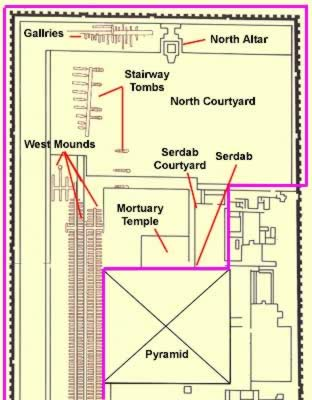 Gallries
North Altar
Stairway
Tombs
North Courtyard
West Mounds
Serdab
Courtyard
Serdab
Mortuary
Temple
Pyramid